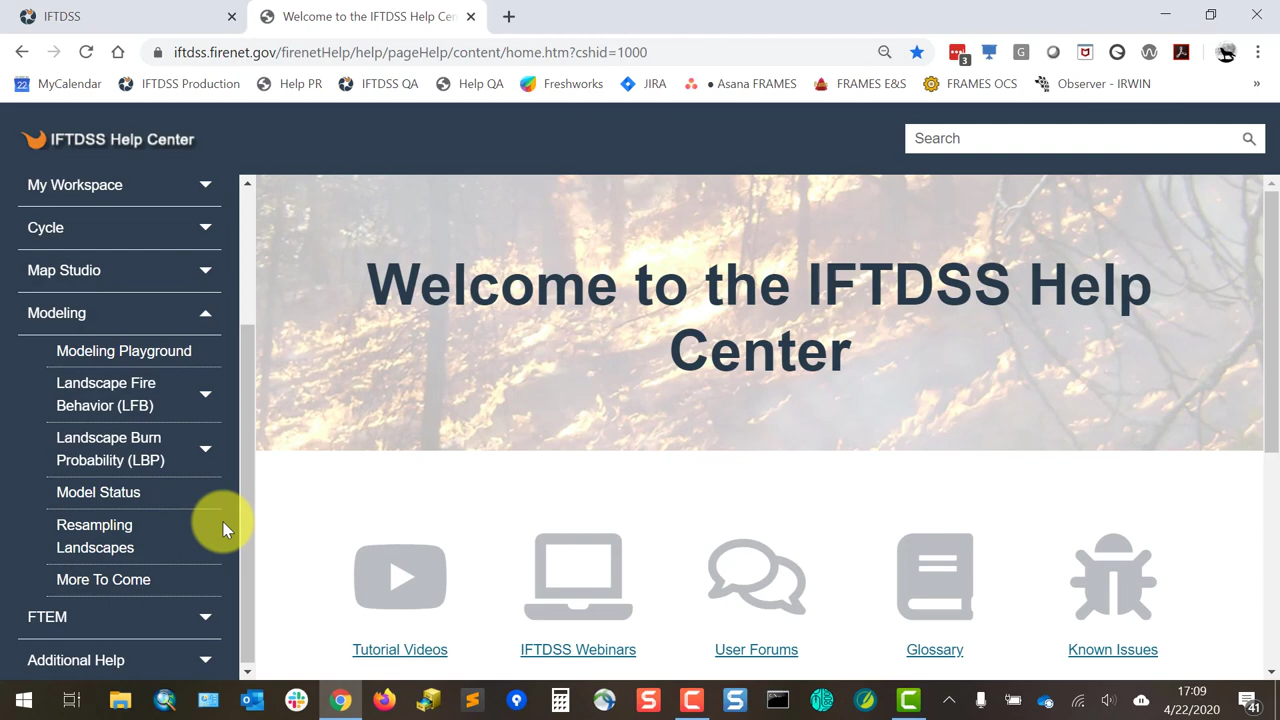 IFTDSS
Welcome to the IFTDSS Help Cen
iftdss.firenet.gov/firenetHelp/help/pageHelp/content/home.htm?cshid=1000
3
G
22
MyCalendar
IFTDSS Production
Help PR
IFTDSS QA
Help QA
Freshworks
JIRA
• Asana FRAMES
FRAMES E&S
FRAMES OCS
Observer - IRWIN
»
IFTDSS Help Center
Search
My Workspace
Cycle
Map Studio
Modeling
Modeling Playground
Landscape Fire
Behavior (LFB)
Landscape Burn
Probability (LBP)
Model Status
Resampling
Landscapes
More To Come
FTEM
Additional Help
Welcome to the IFTDSS Help
Center
Tutorial Videos
IFTDSS Webinars
User Forums
Glossary
Known Issues
17:09
4/22/2020
41